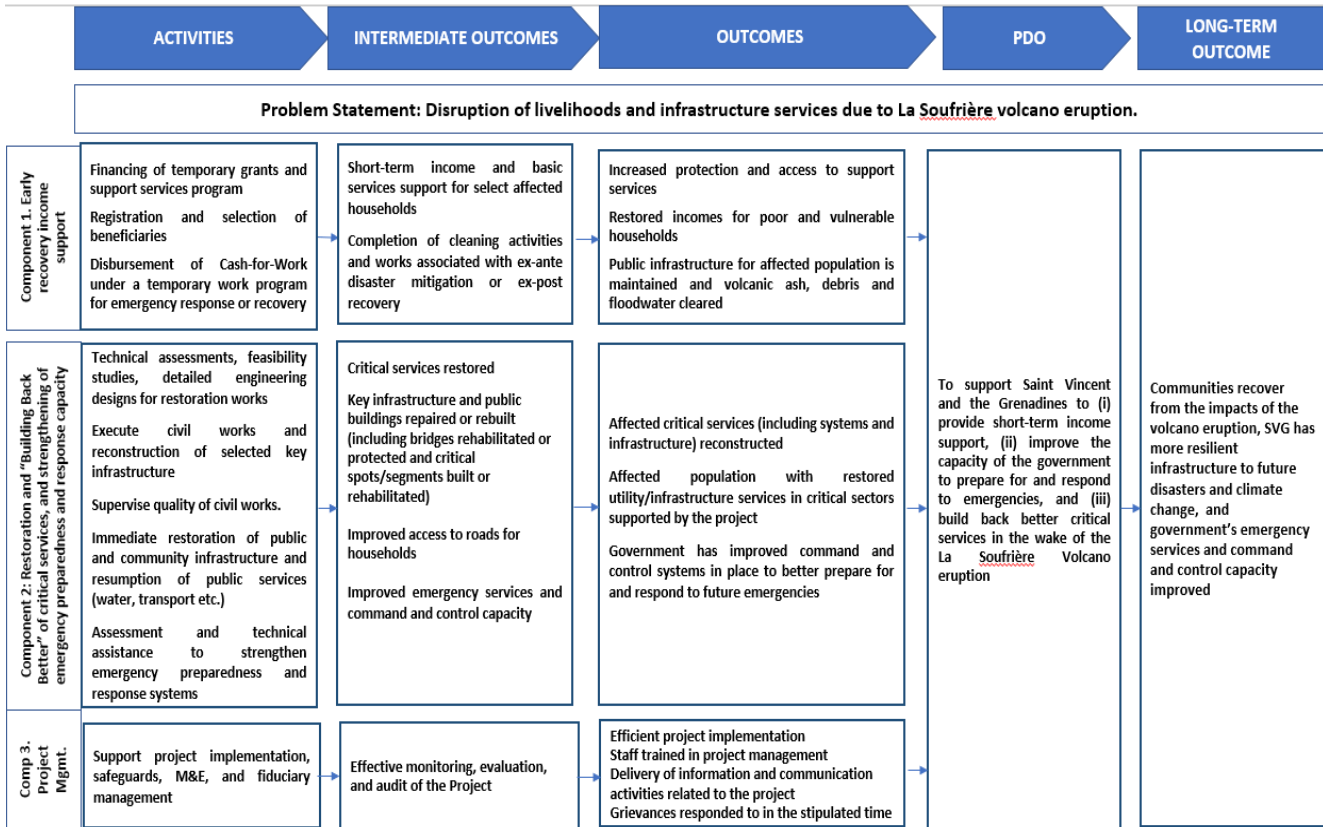 ACTIVITIES
INTERMEDIATE OUTCOMES
OUTCOMES
PDO
LONG-TERM
OUTCOME
Problem Statement: Disruption of livelihoods and infrastructure services due to La Soufrière volcano eruption.
Component 1. Early
recovery income
support
Financing of temporary grants and
support services program
Registration and selection of
beneficiaries
Disbursement of Cash-for-Work
under a temporary work program
for emergency response or recovery
Short-term income and basic
services support for select affected
households
Completion of cleaning activities
and works associated with ex-ante
disaster mitigation or ex-post
recovery
Increased protection and access to support
services
Restored incomes for poor and vulnerable
households
Public infrastructure for affected population is
maintained and volcanic ash, debris and
floodwater cleared
Component 2: Restoration and "Building Back
Better" of critical services, and strengthening of
emergency preparedness and response capacity
Technical assessments, feasibility
studies, detailed engineering
designs for restoration works
Execute civil works and
reconstruction of selected key
infrastructure
Supervise quality of civil works.
Immediate restoration of public
and community infrastructure and
resumption of public services
(water, transport etc.)
Assessment and technical
assistance to strengthen
emergency preparedness and
response systems
Critical services restored
Key infrastructure and public
buildings repaired or rebuilt
(including bridges rehabilitated or
protected and critical
spots/segments built or
rehabilitated)
Improved access to roads for
households
Improved emergency services and
command and control capacity
Affected critical services (including systems and
infrastructure) reconstructed
Affected population with restored
utility/infrastructure services in critical sectors
supported by the project
Government has improved command and
control systems in place to better prepare for
and respond to future emergencies
Comp 3.
Project
Mgmt.
Support project implementation,
safeguards, M&E, and fiduciary
management
Effective monitoring, evaluation,
and audit of the Project
Efficient project implementation
Staff trained in project management
Delivery of information and communication
activities related to the project
Grievances responded to in the stipulated time
To support Saint Vincent
and the Grenadines to (i)
provide short-term income
support, (ii) improve the
capacity of the government
to prepare for and respond
to emergencies, and (iii)
build back better critical
services in the wake of the
La Soufrière Volcano
eruption
Communities recover
from the impacts of the
volcano eruption, SVG has
more resilient
infrastructure to future
disasters and climate
change, and
government's emergency
services and command
and control capacity
improved